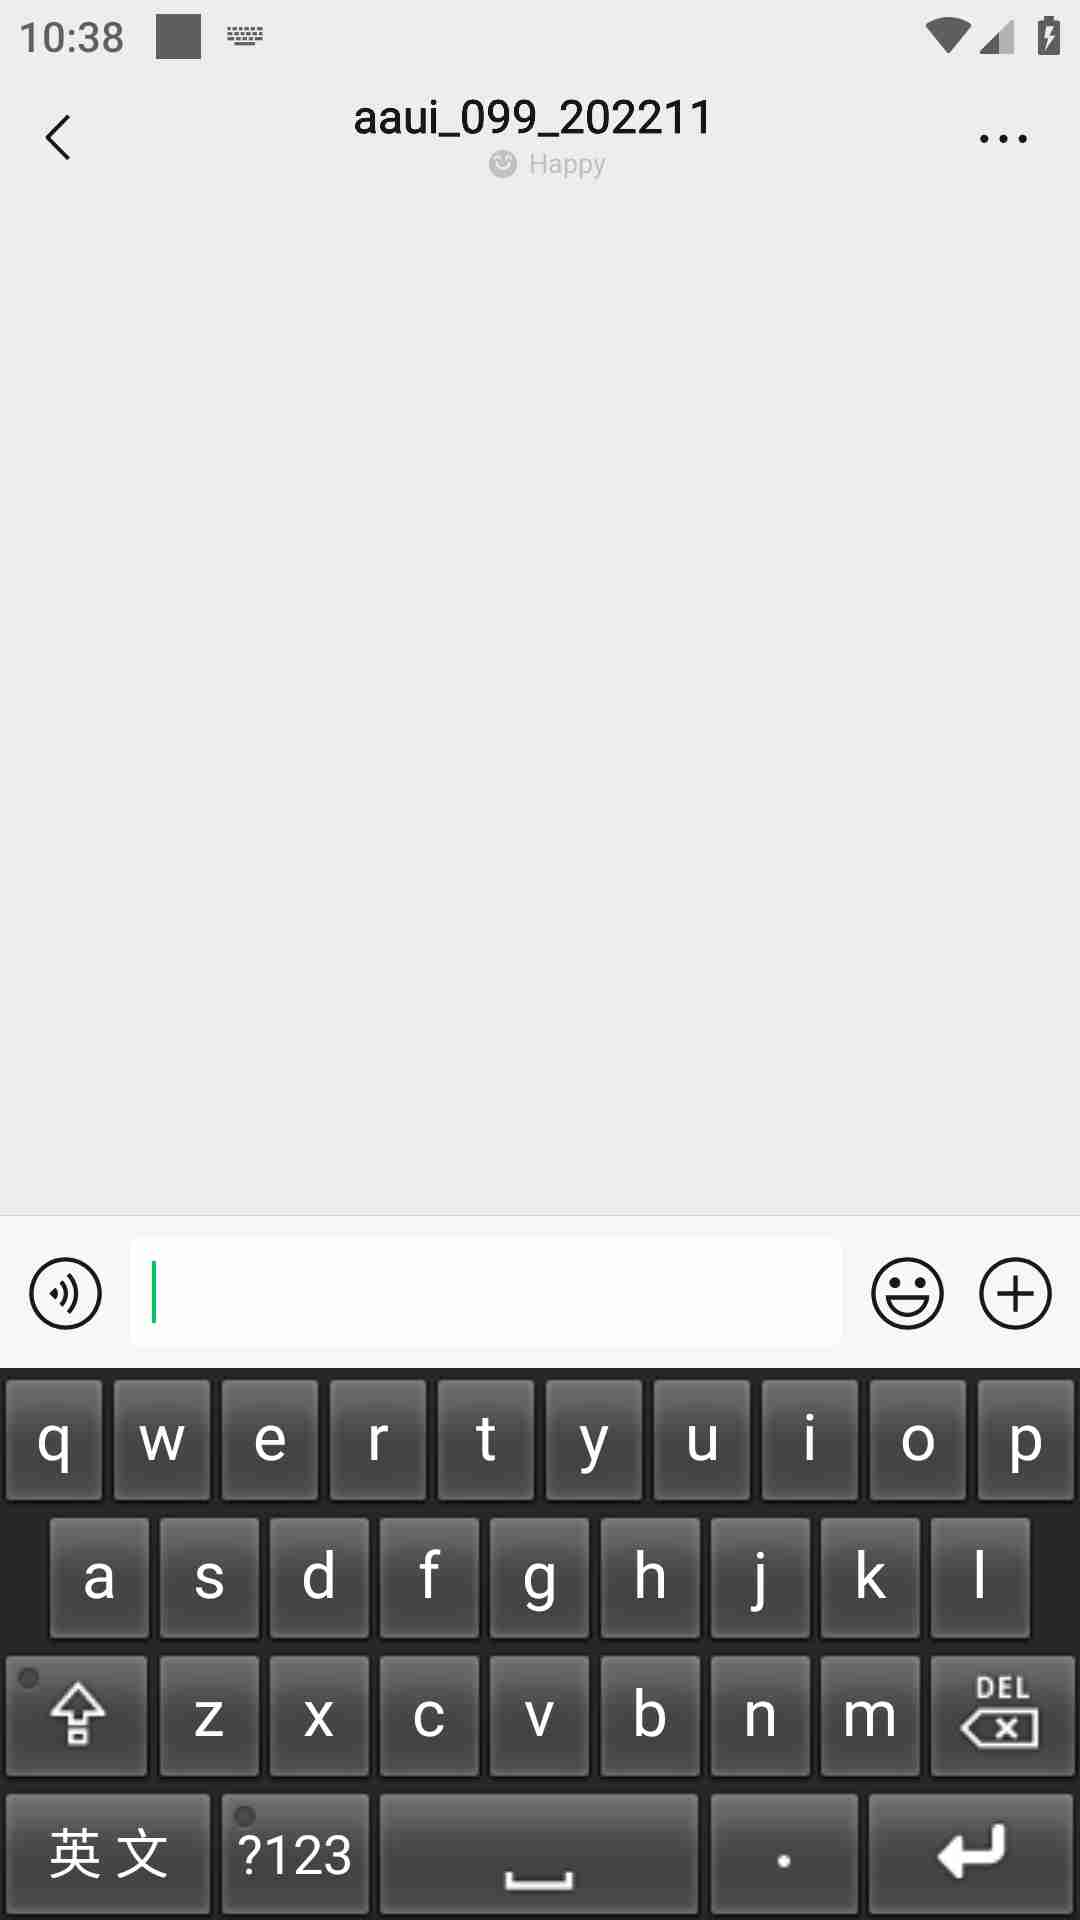 10:38
aaui_099_202211
Happy
q w e r t y u i o p
a s d f g h j k l
z x c v b n m DEL
英文 ?123 .